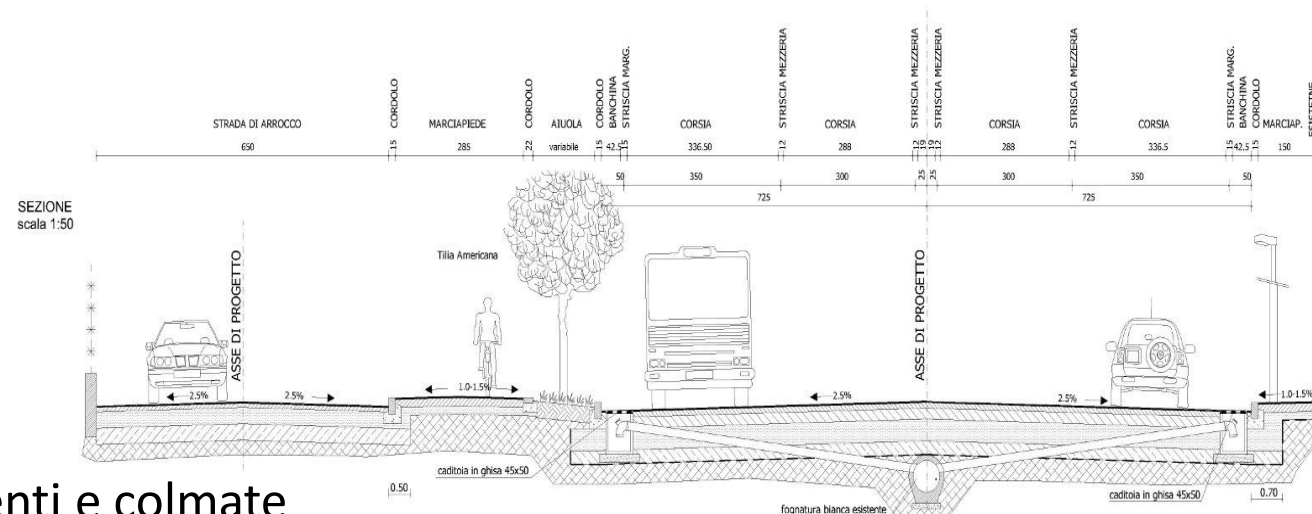 CORDOLO
STRISCIA MEZZERIA
STRISCIA MEZZERIA
STRISCIA MEZZERIA
STRISCIA MEZZERIA
CORDOLO
CORDOLO
BANCHINA
STRISCIA MARG.
STRISCIA MARG.
BANCHINA
CORDOLO
STRADA DI ARROCCO MARCIAPIEDE AIUOLA CORSIA CORSIA CORSIA CORSIA MARCIAP.
650 15 285 22 variabile 15 42.5 15 336.50 12 288 12 19 19 12 288 12 336.5 15 42.5 15 150
50 350 300 25 25 300 350 50
725 725
SEZIONE
scala 1:50
Tilia Americana
ASSE DI PROGETTO
ASSE DI PROGETTO
2.5% 2.5% 1.0-1.5% 2.5% 2.5% 1.0-1.5%
caditoia in ghisa 45x50
caditoia in ghisa 45x50
0.50 0.70
fognatura bianca esistente
enti e colmate